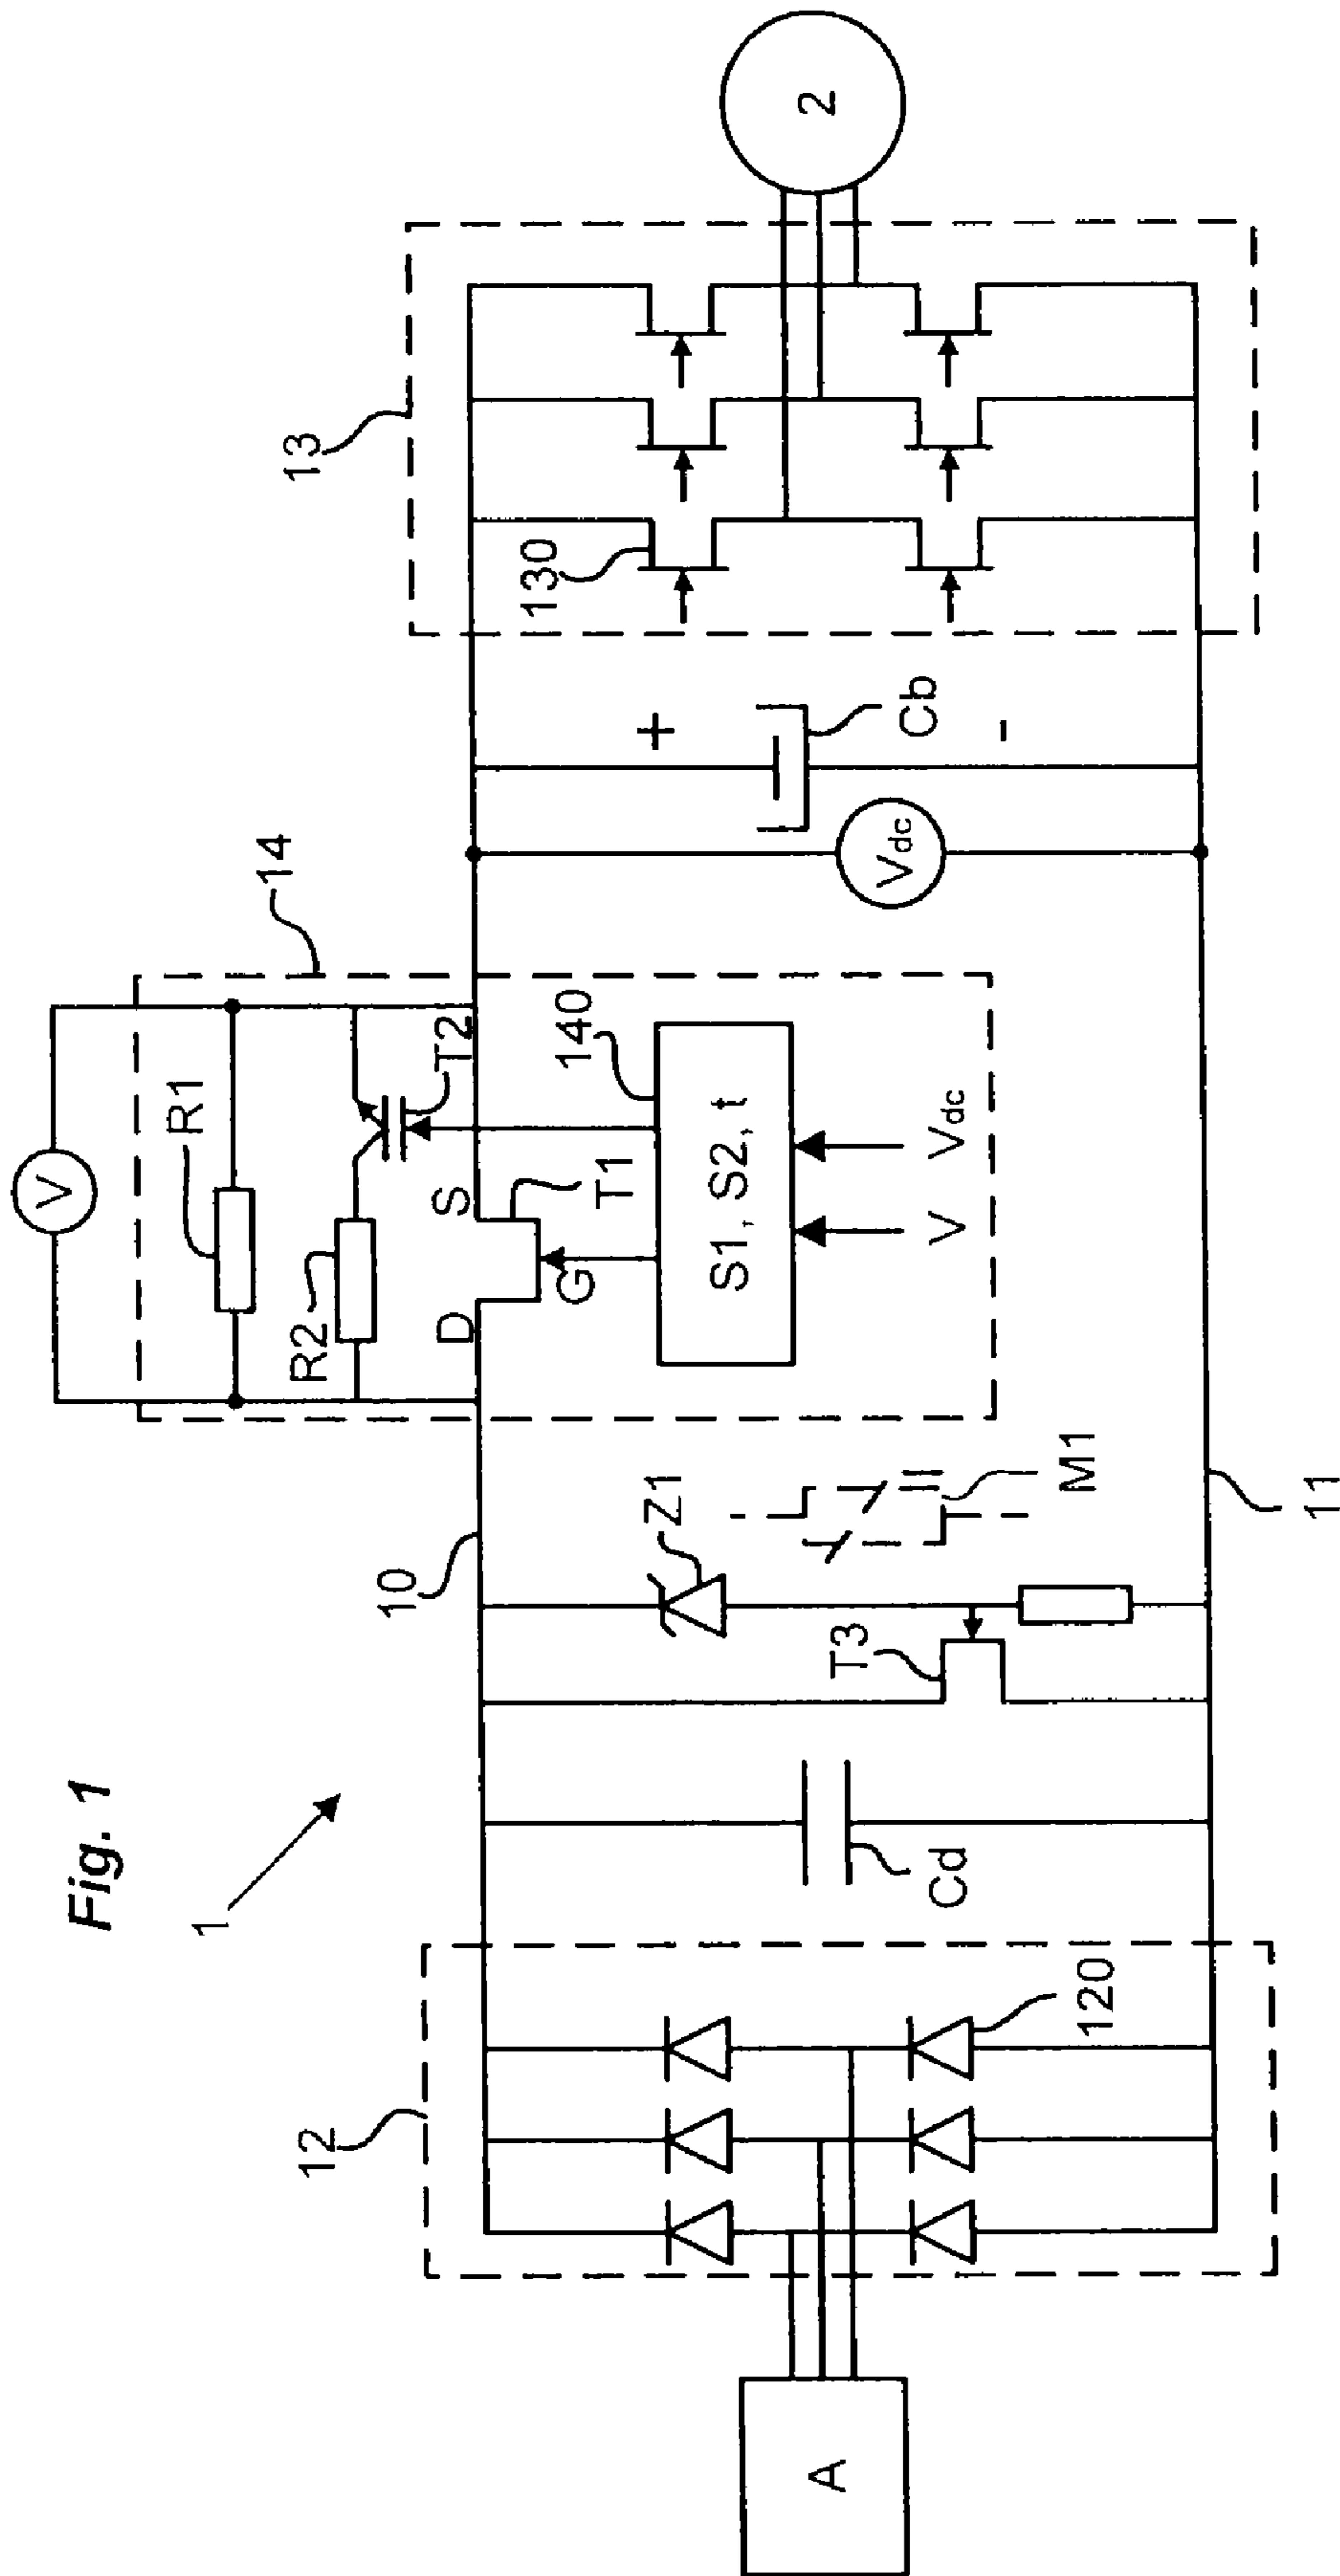 Fig. 1
1
A
12
120
Cd
T3
Z1
M1
10
11
14
V
R1
R2
T2
D
S
G
T1
140
S1, S2, t
V
Vdc
Vdc
+
Cb
-
13
130
2